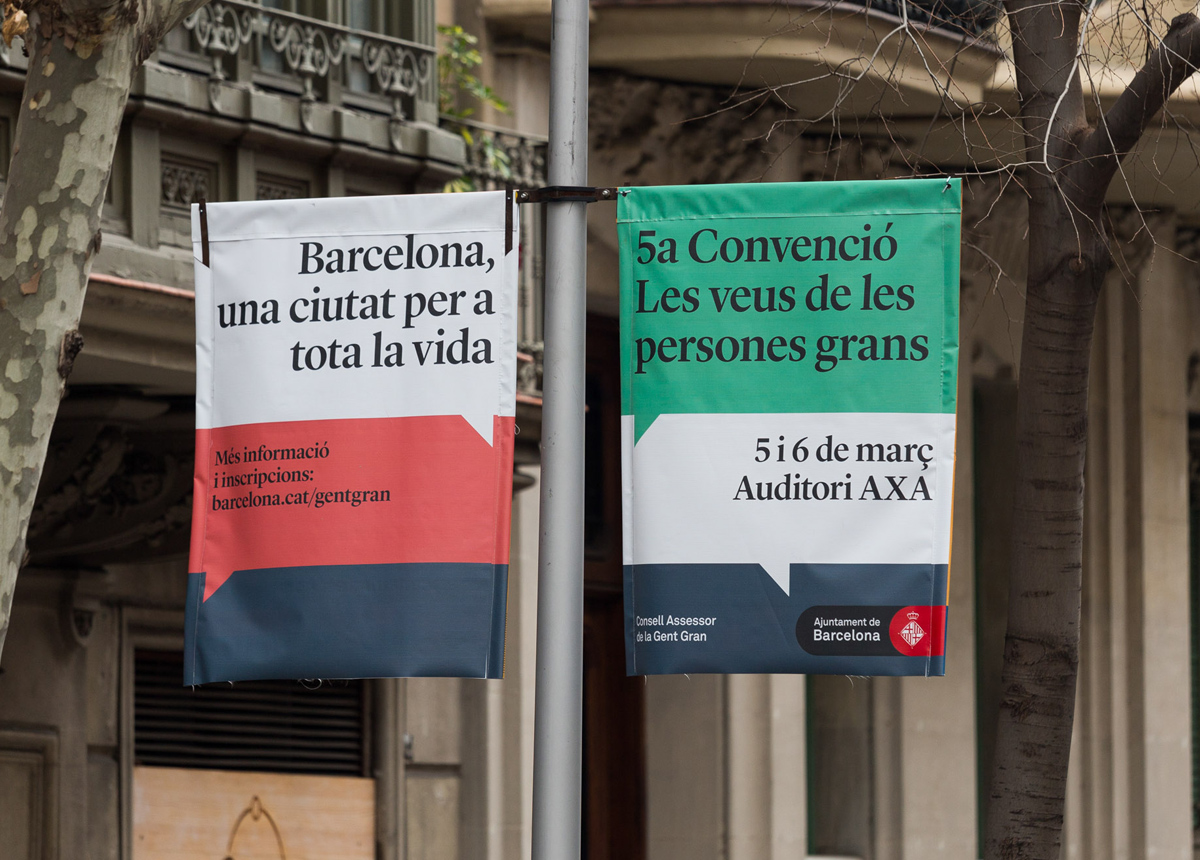 Barcelona,
una ciutat per a
tota la vida
Més informació
i inscripcions:
barcelona.cat/gentgran
5a Convenció
Les veus de les
persones grans
5 i 6 de març
Auditori AXA
Consell Assessor
de la Gent Gran
Ajuntament de
Barcelona